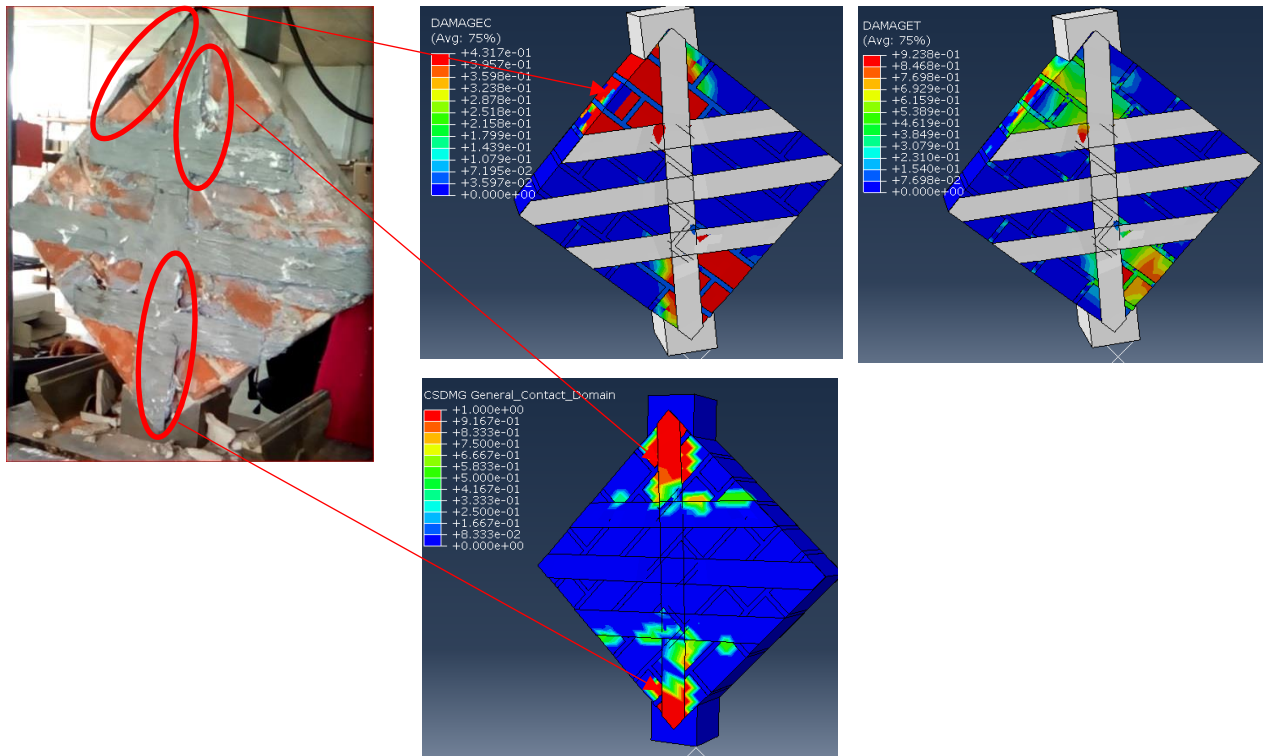 DAMAGEC
(Avg: 75%)
+4.317e-01
+3.957e-01
+3.598e-01
+3.238e-01
+2.878e-01
+2.518e-01
+2.158e-01
+1.799e-01
+1.439e-01
+1.079e-01
+7.195e-02
+3.597e-02
+0.000e+00
DAMAGET
(Avg: 75%)
+9.238e-01
+8.468e-01
+7.698e-01
+6.929e-01
+6.159e-01
+5.389e-01
+4.619e-01
+3.849e-01
+3.079e-01
+2.310e-01
+1.540e-01
+7.698e-02
+0.000e+00
CSDMG General_Contact_Domain
+1.000e+00
+9.167e-01
+8.333e-01
+7.500e-01
+6.667e-01
+5.833e-01
+5.000e-01
+4.167e-01
+3.333e-01
+2.500e-01
+1.667e-01
+8.333e-02
+0.000e+00